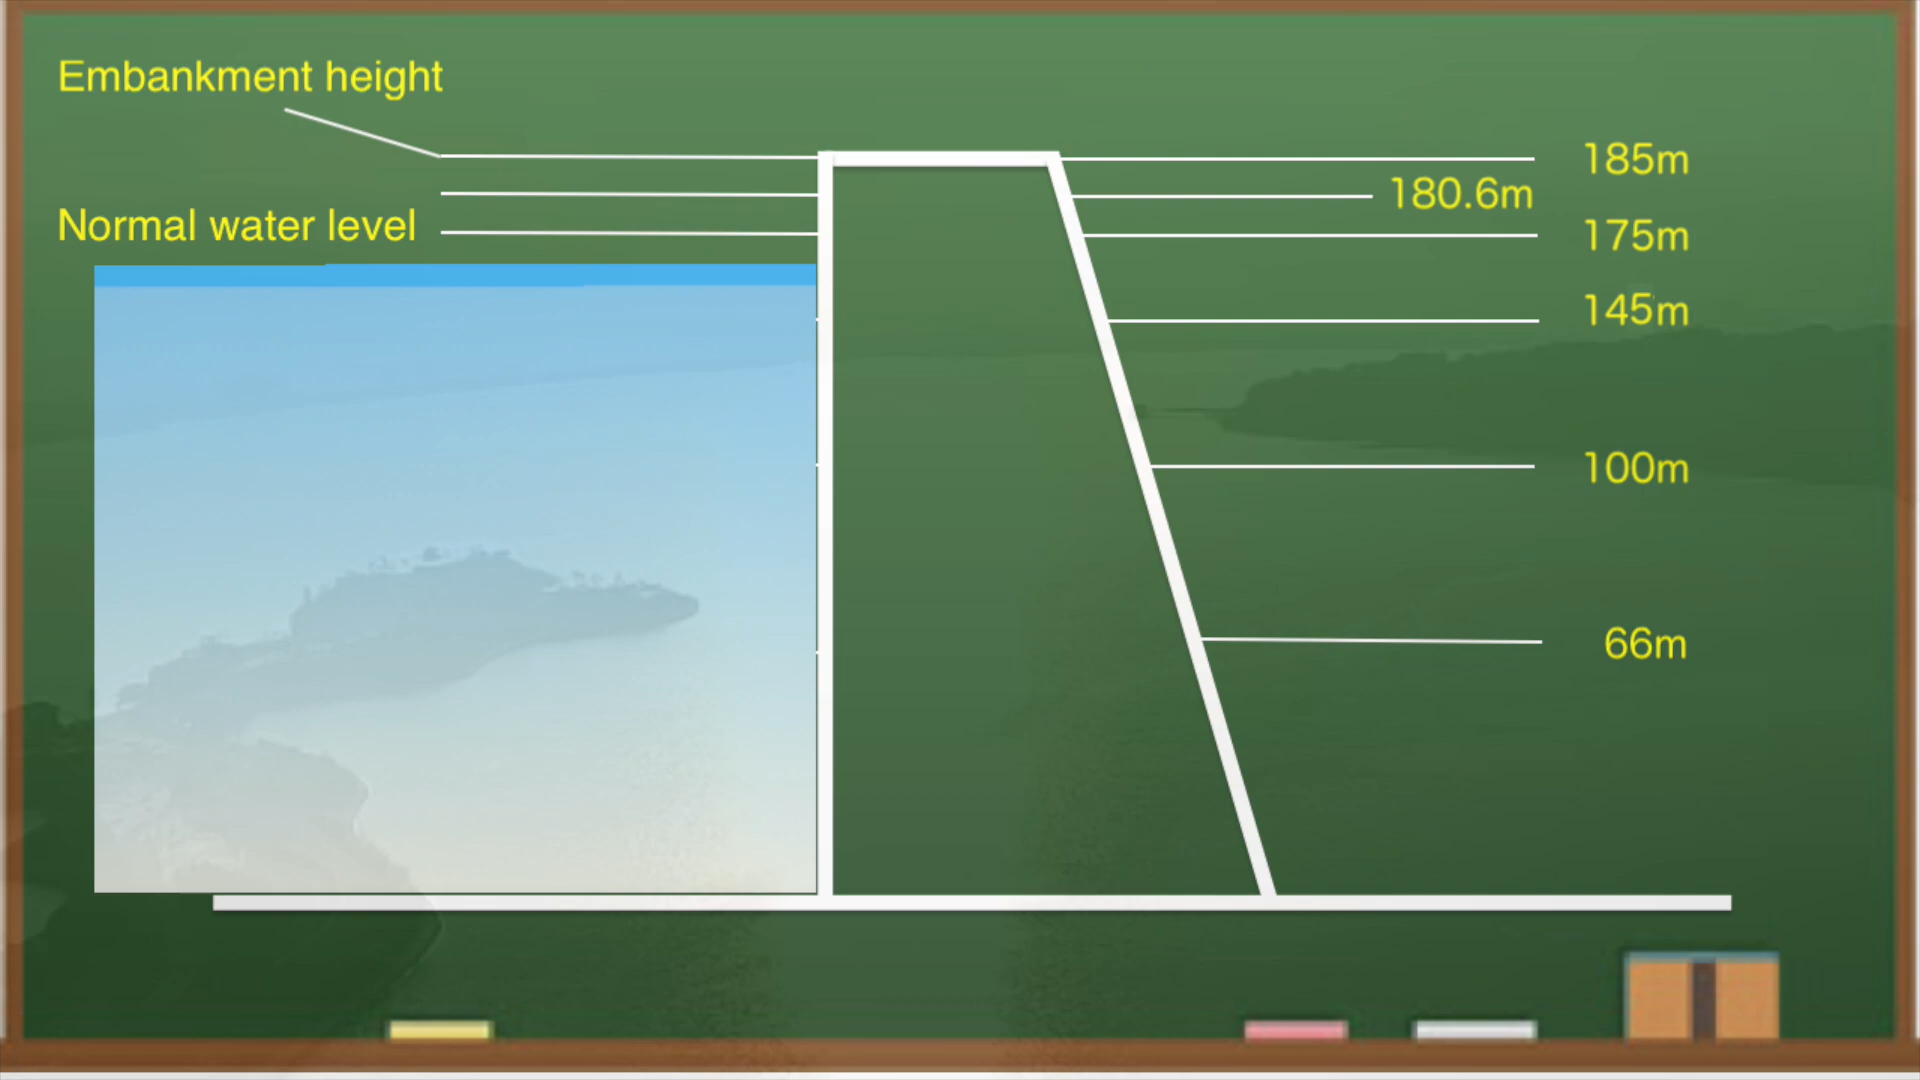 Embankment height
185m
180.6m
Normal water level
175m
145m
100m
66m